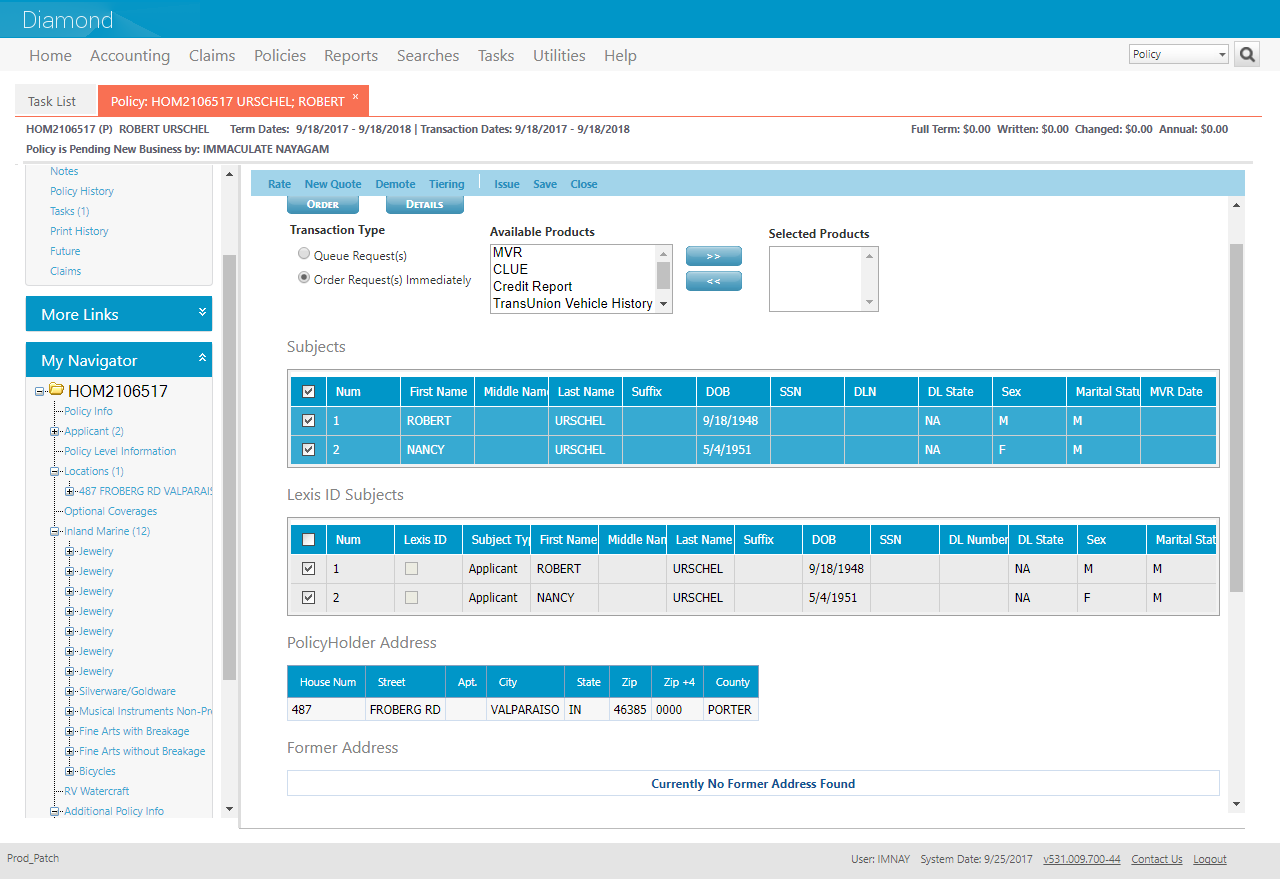 Diamond
Home Accounting Claims Policies Reports Searches Tasks Utilities Help Policy
Task List Policy: HOM2106517 URSCHEL; ROBERT ×
HOM2106517 (P) ROBERT URSCHEL Term Dates: 9/18/2017 - 9/18/2018 | Transaction Dates: 9/18/2017 - 9/18/2018 Full Term: $0.00 Written: $0.00 Changed: $0.00 Annual: $0.00
Policy is Pending New Business by: IMMACULATE NAYAGAM
Notes
Policy History
Tasks (1)
Print History
Future
Claims
More Links
My Navigator
HOM2106517
Policy Info
Applicant (2)
Policy Level Information
Locations (1)
487 FROBERG RD VALPARAIS
Optional Coverages
Inland Marine (12)
Jewelry
Jewelry
Jewelry
Jewelry
Jewelry
Jewelry
Jewelry
Silverware/Goldware
Musical Instruments Non-Pr
Fine Arts with Breakage
Fine Arts without Breakage
Bicycles
RV Watercraft
Additional Policy Info
Rate New Quote Demote Tiering Issue Save Close
ORDER DETAILS
Transaction Type
Queue Request(s)
Order Request(s) Immediately
Available Products
MVR
CLUE
Credit Report
TransUnion Vehicle History
>>
<<
Selected Products
Subjects
Num First Name Middle Name Last Name Suffix DOB SSN DLN DL State Sex Marital Statu MVR Date
1 ROBERT URSCHEL 9/18/1948 NA M M
2 NANCY URSCHEL 5/4/1951 NA F M
Lexis ID Subjects
Num Lexis ID Subject Typ First Name Middle Nam Last Name Suffix DOB SSN DL Number DL State Sex Marital Stat
1 Applicant ROBERT URSCHEL 9/18/1948 NA M M
2 Applicant NANCY URSCHEL 5/4/1951 NA F M
PolicyHolder Address
House Num Street Apt. City State Zip Zip +4 County
487 FROBERG RD VALPARAISO IN 46385 0000 PORTER
Former Address
Currently No Former Address Found
Prod_Patch User: IMNAY System Date: 9/25/2017 v531.009.700-44 Contact Us Logout